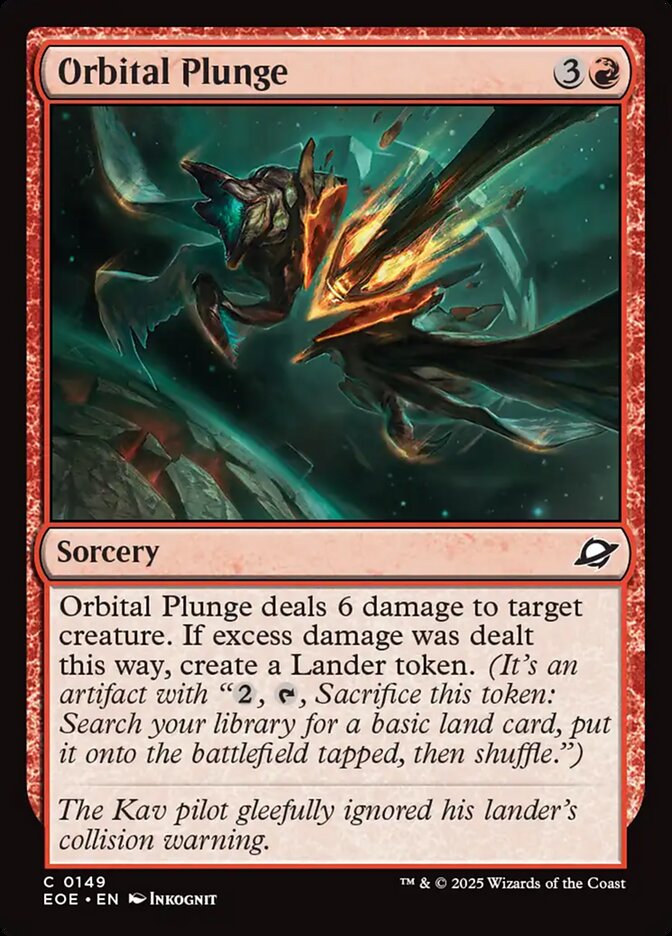 Orbital Plunge 3
Sorcery
Orbital Plunge deals 6 damage to target
creature. If excess damage was dealt
this way, create a Lander token. (It's an
artifact with “2, , Sacrifice this token:
Search your library for a basic land card, put
it onto the battlefield tapped, then shuffle.”)
The Kav pilot gleefully ignored his lander's
collision warning.
C 0149
EOE • EN Inkognit
™ & © 2025 Wizards of the Coast